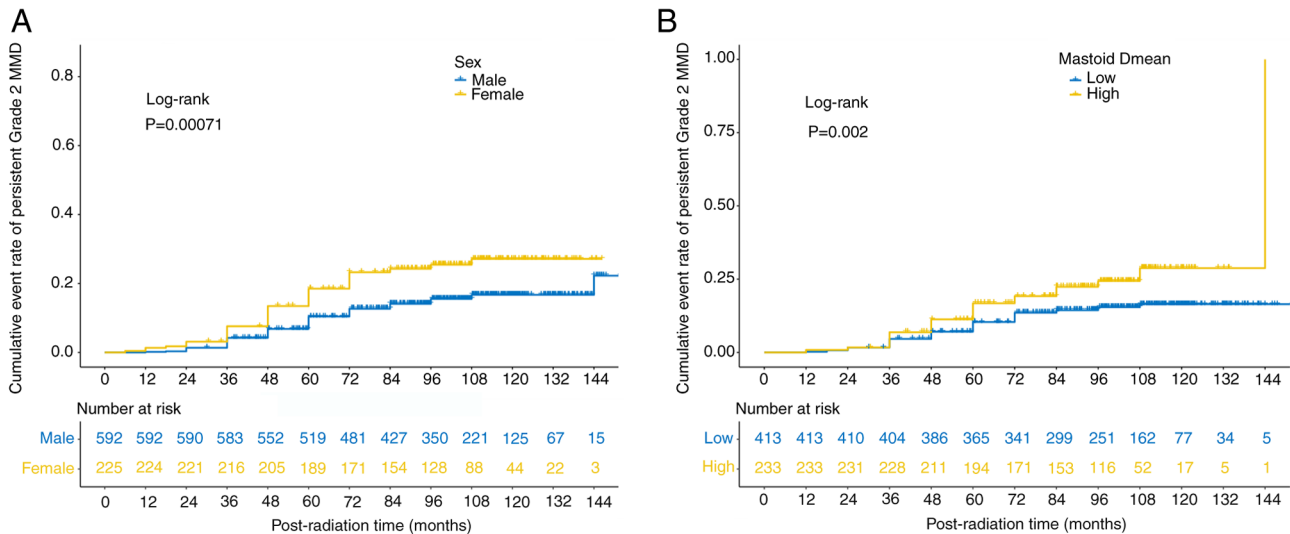 A
Cumulative event rate of persistent Grade 2 MMD
0.8
0.6
0.4
0.2
0.0
Log-rank
P=0.00071
Sex
Male
Female
0 12 24 36 48 60 72 84 96 108 120 132 144
Number at risk
Male 592 592 590 583 552 519 481 427 350 221 125 67 15
Female 225 224 221 216 205 189 171 154 128 88 44 22 3
0 12 24 36 48 60 72 84 96 108 120 132 144
Post-radiation time (months)
B
Cumulative event rate of persistent Grade 2 MMD
1.00
0.75
0.50
0.25
0.00
Log-rank
P=0.002
Mastoid Dmean
Low
High
0 12 24 36 48 60 72 84 96 108 120 132 144
Number at risk
Low 413 413 410 404 386 365 341 299 251 162 77 34 5
High 233 233 231 228 211 194 171 153 116 52 17 5 1
0 12 24 36 48 60 72 84 96 108 120 132 144
Post-radiation time (months)